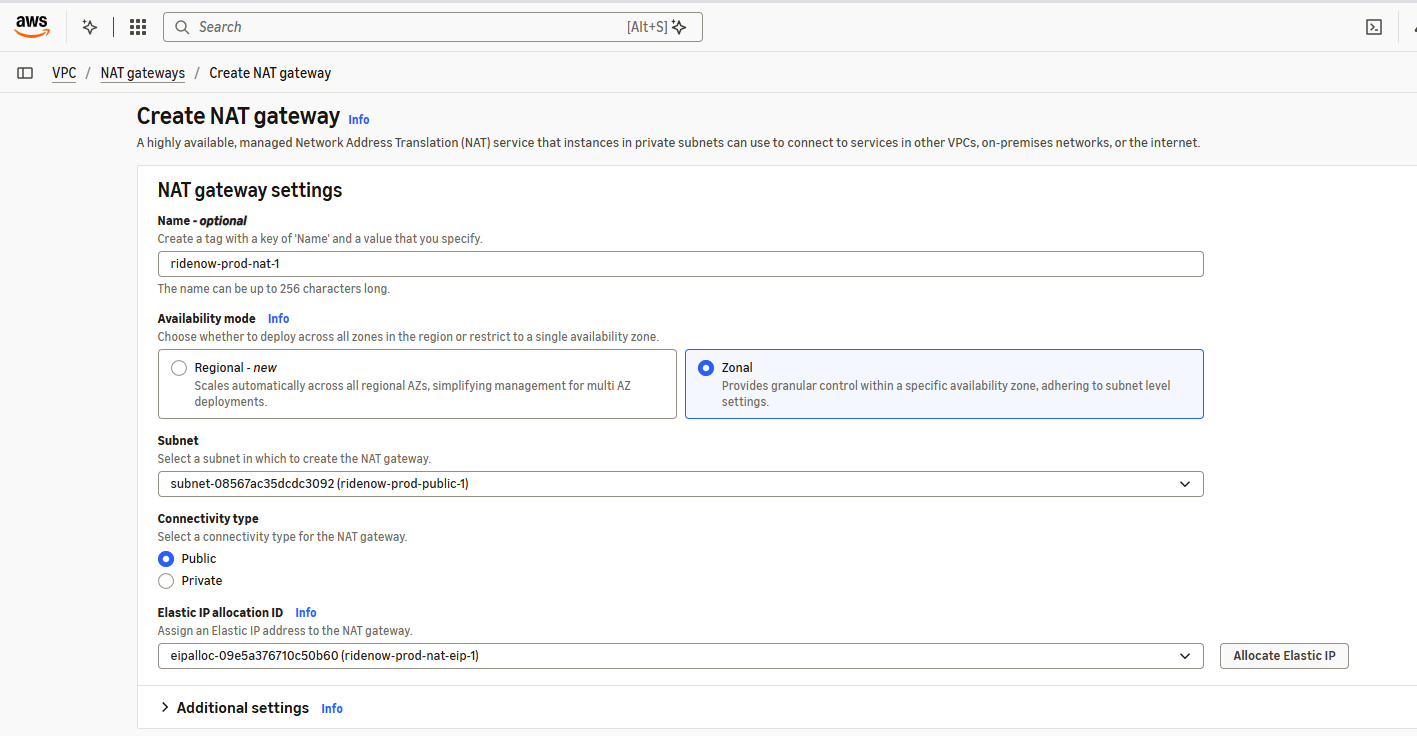 aws
Search [Alt+S]
VPC / NAT gateways / Create NAT gateway
Create NAT gateway Info
A highly available, managed Network Address Translation (NAT) service that instances in private subnets can use to connect to services in other VPCs, on-premises networks, or the internet.
NAT gateway settings
Name - optional
Create a tag with a key of 'Name' and a value that you specify.
ridenow-prod-nat-1
The name can be up to 256 characters long.
Availability mode Info
Choose whether to deploy across all zones in the region or restrict to a single availability zone.
Regional - new
Scales automatically across all regional AZs, simplifying management for multi AZ
deployments.
Zonal
Provides granular control within a specific availability zone, adhering to subnet level
settings.
Subnet
Select a subnet in which to create the NAT gateway.
subnet-08567ac35dcdc3092 (ridenow-prod-public-1)
Connectivity type
Select a connectivity type for the NAT gateway.
Public
Private
Elastic IP allocation ID Info
Assign an Elastic IP address to the NAT gateway.
eipalloc-09e5a376710c50b60 (ridenow-prod-nat-eip-1)
Allocate Elastic IP
Additional settings Info